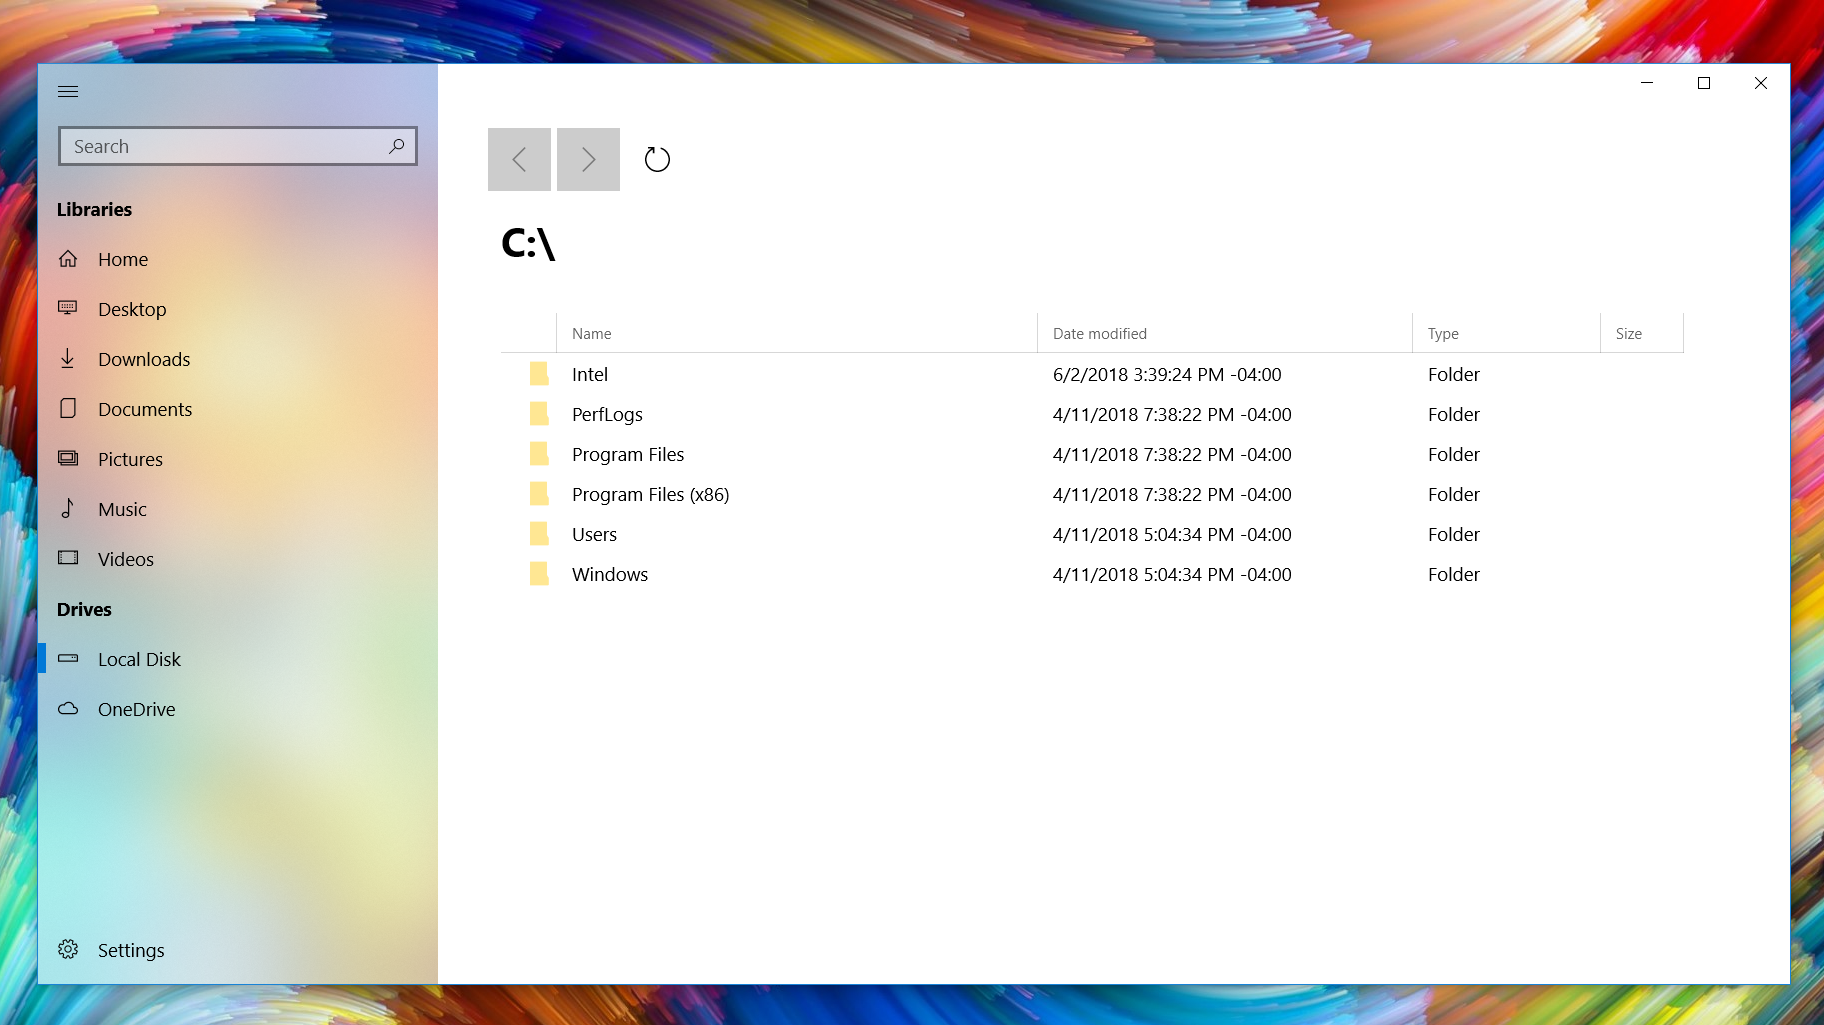 Search
Libraries
Home
Desktop
Downloads
Documents
Pictures
Music
Videos
Drives
Local Disk
OneDrive
Settings
C:\
Name Date modified Type Size
Intel 6/2/2018 3:39:24 PM -04:00 Folder
PerfLogs 4/11/2018 7:38:22 PM -04:00 Folder
Program Files 4/11/2018 7:38:22 PM -04:00 Folder
Program Files (x86) 4/11/2018 7:38:22 PM -04:00 Folder
Users 4/11/2018 5:04:34 PM -04:00 Folder
Windows 4/11/2018 5:04:34 PM -04:00 Folder